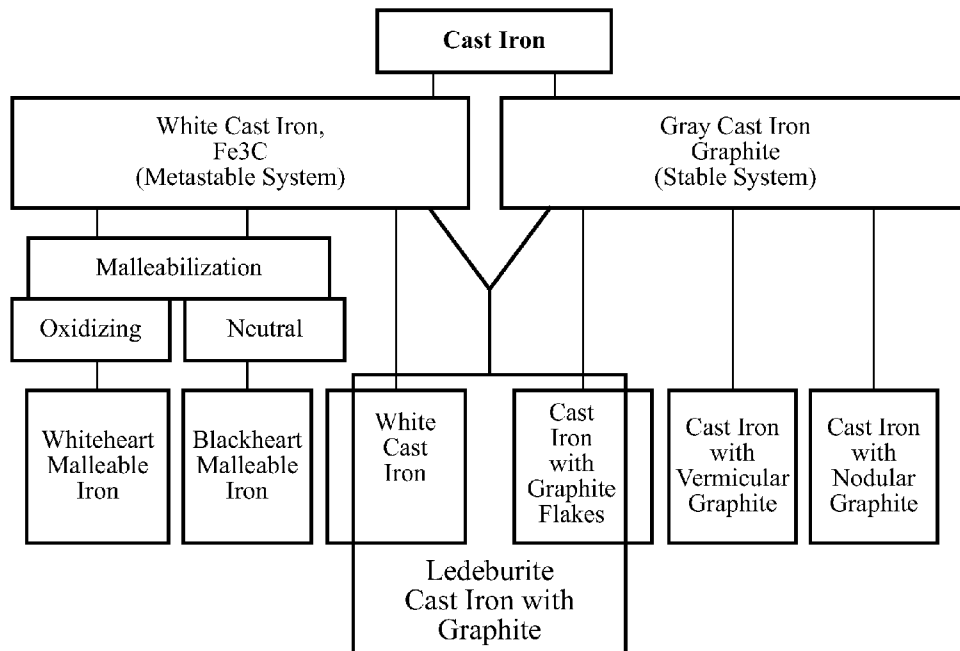 Cast Iron
White Cast Iron,
Fe3C
(Metastable System)
Gray Cast Iron
Graphite
(Stable System)
Malleabilization
Oxidizing
Neutral
Whiteheart
Malleable
Iron
Blackheart
Malleable
Iron
White
Cast
Iron
Cast
Iron
with
Graphite
Flakes
Cast Iron
with
Vermicular
Graphite
Cast Iron
with
Nodular
Graphite
Ledeburite
Cast Iron with
Graphite